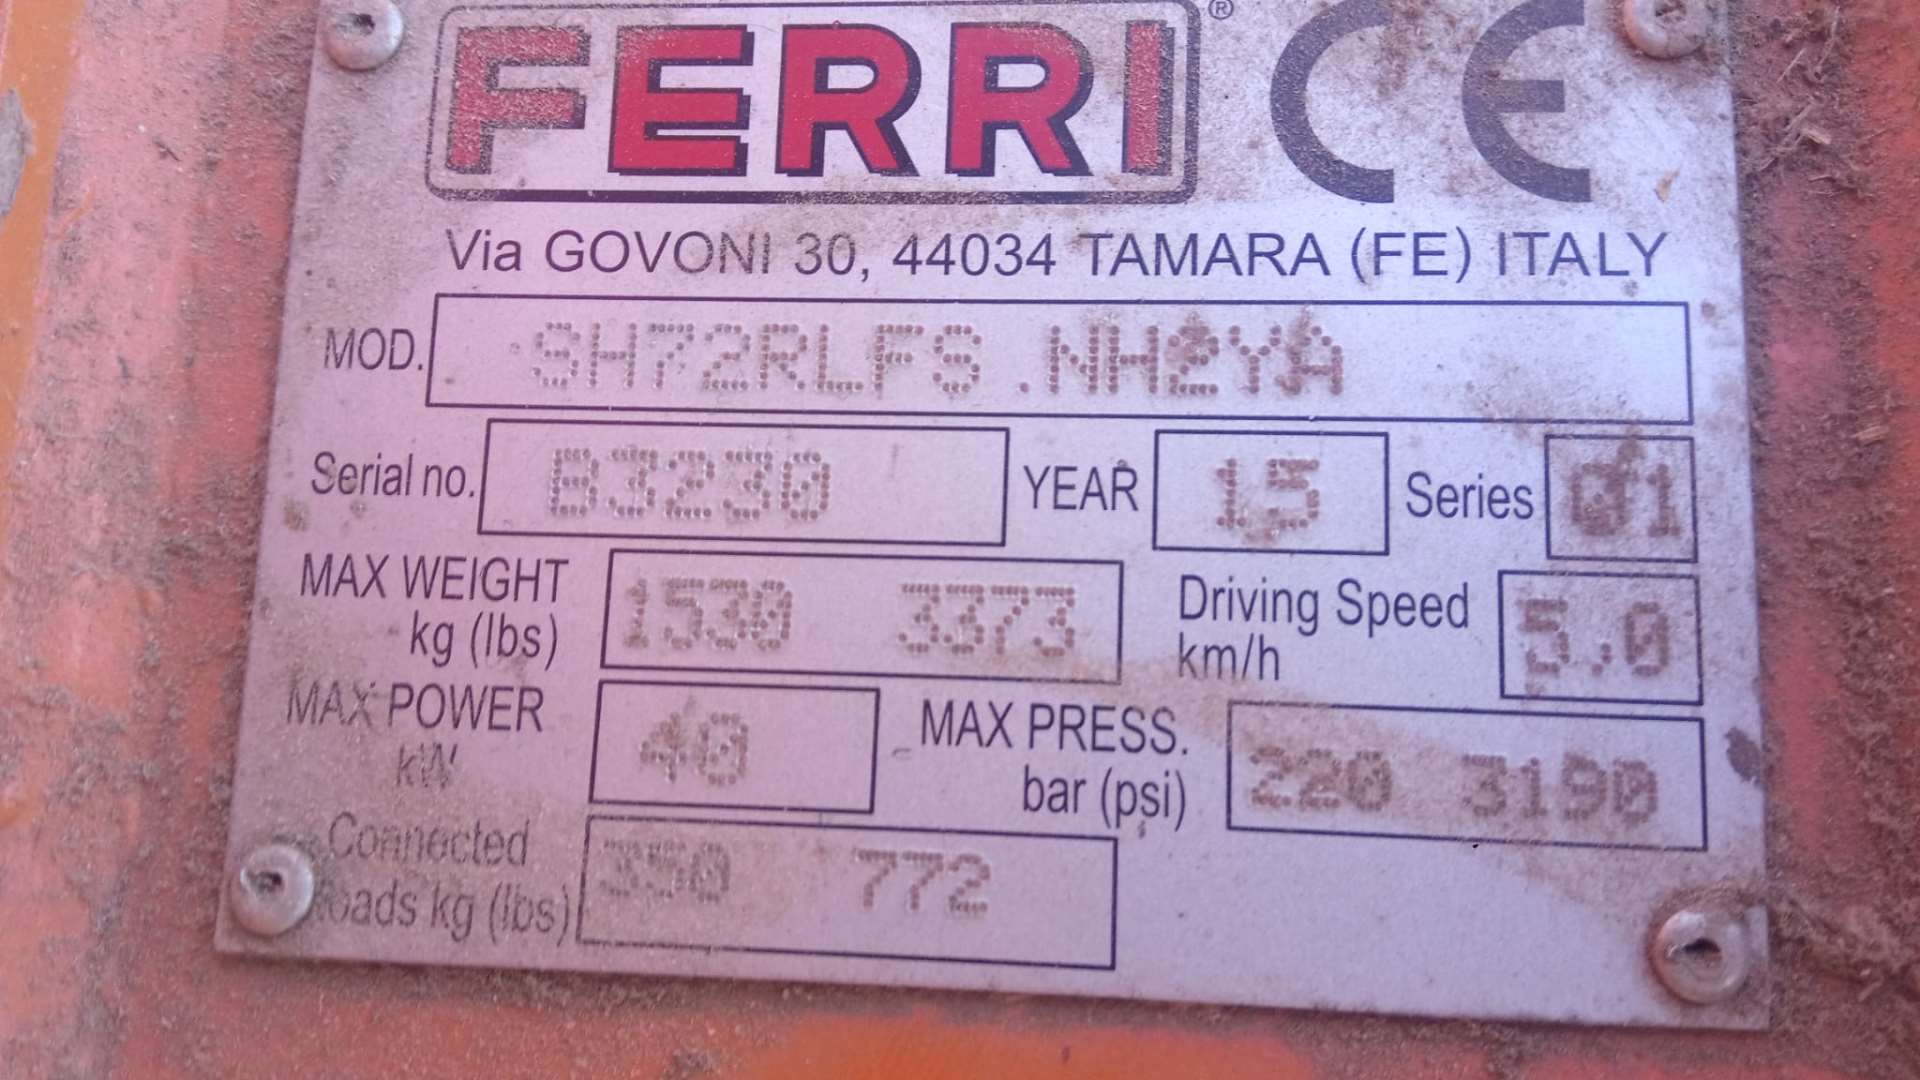 FERRI® CE
Via GOVONI 30, 44034 TAMARA (FE) ITALY
MOD. SH72RLFS .NH2YA
Serial no. B3230 YEAR 15 Series 01
MAX WEIGHT kg (lbs) 1530 3373 Driving Speed km/h 5.0
MAX POWER kW 40 MAX PRESS. bar (psi) 220 3190
Connected loads kg (lbs) 350 772